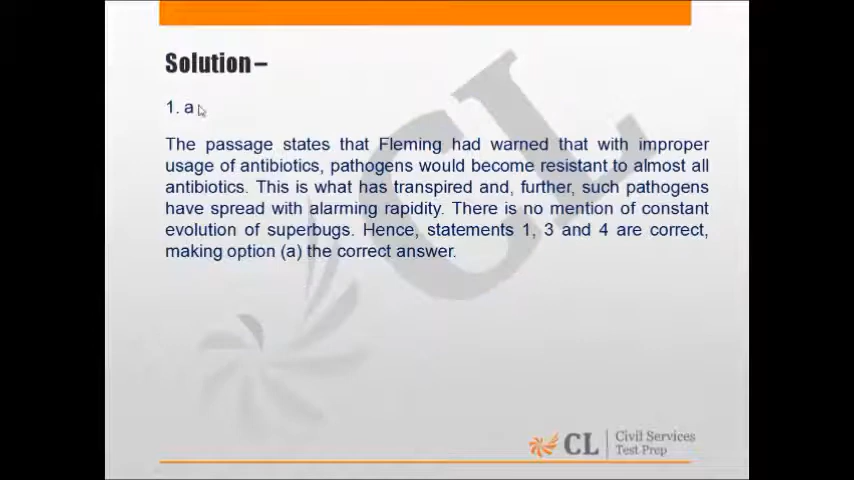 Solution –
1. a
The passage states that Fleming had warned that with improper
usage of antibiotics, pathogens would become resistant to almost all
antibiotics. This is what has transpired and, further, such pathogens
have spread with alarming rapidity. There is no mention of constant
evolution of superbugs. Hence, statements 1, 3 and 4 are correct,
making option (a) the correct answer.
CL
CL
Civil Services
Test Prep